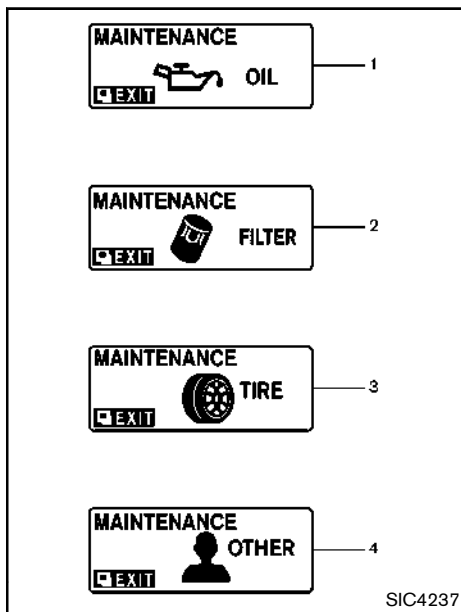 MAINTENANCE
OIL
EXIT
1
MAINTENANCE
FILTER
EXIT
2
MAINTENANCE
TIRE
EXIT
3
MAINTENANCE
OTHER
EXIT
4
SIC4237